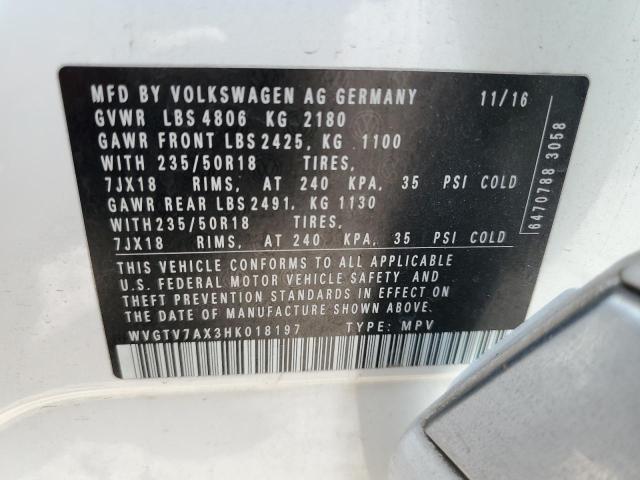 MFD BY VOLKSWAGEN AG GERMANY 11/16
GVWR LBS 4806 KG 2180
GAWR FRONT LBS 2425, KG 1100
WITH 235/50R18 TIRES,
7JX18 RIMS, AT 240 KPA, 35 PSI COLD
GAWR REAR LBS 2491, KG 1130
WITH235/50R18 TIRES,
7JX18 RIMS, AT 240 KPA, 35 PSI COLD
THIS VEHICLE CONFORMS TO ALL APPLICABLE
U.S. FEDERAL MOTOR VEHICLE SAFETY AND
THEFT PREVENTION STANDARDS IN EFFECT ON
THE DATE OF MANUFACTURE SHOWN ABOVE.
WVGTV7AX3HK018197 TYPE: MPV
6470788 3058